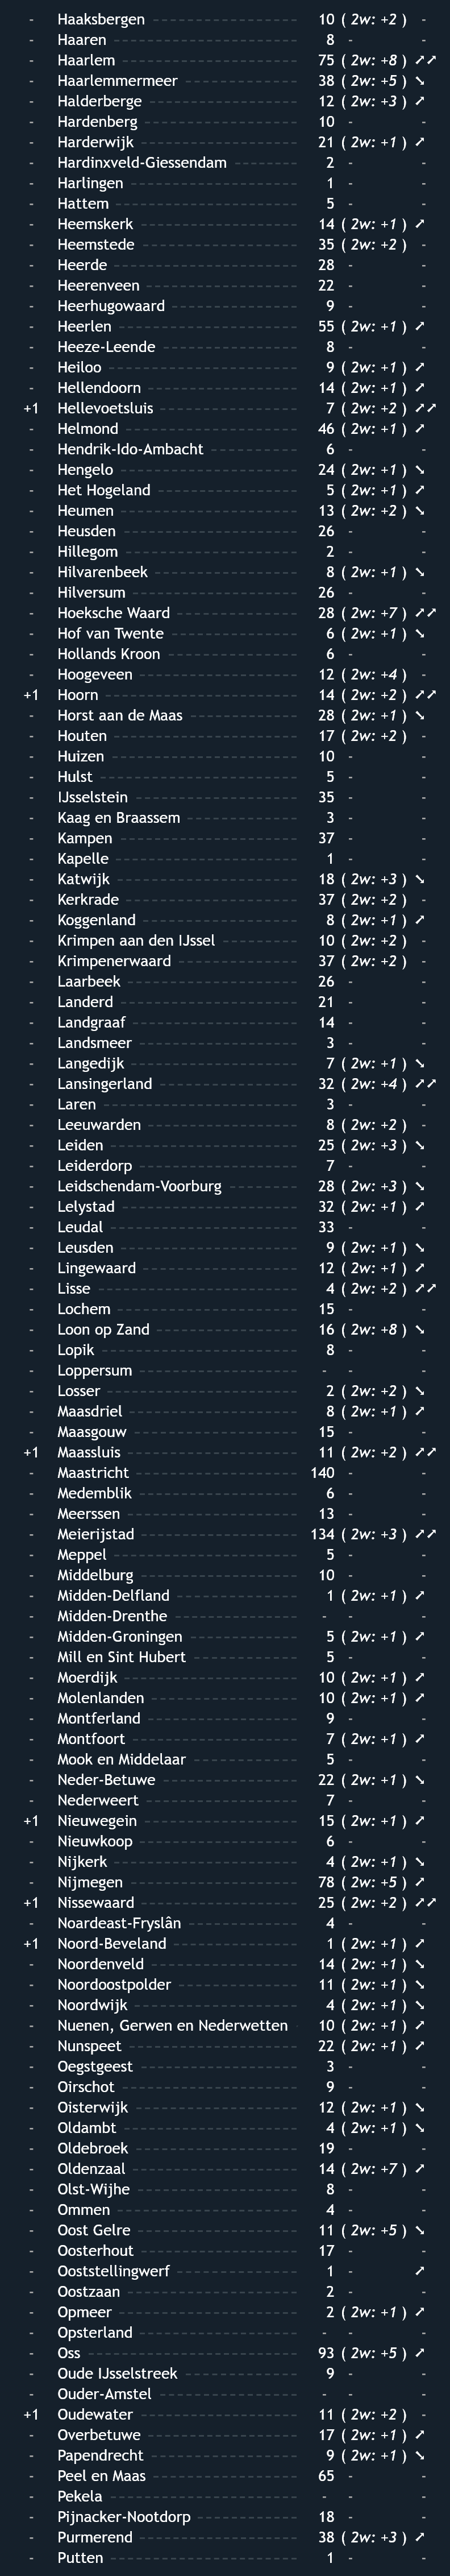 - Haaksbergen 10 ( 2w: +2 ) -
- Haaren 8 - -
- Haarlem 75 ( 2w: +8 ) ➚➚
- Haarlemmermeer 38 ( 2w: +5 ) ➘
- Halderberge 12 ( 2w: +3 ) ➚
- Hardenberg 10 - -
- Harderwijk 21 ( 2w: +1 ) ➚
- Hardinxveld-Giessendam 2 - -
- Harlingen 1 - -
- Hattem 5 - -
- Heemskerk 14 ( 2w: +1 ) ➚
- Heemstede 35 ( 2w: +2 ) -
- Heerde 28 - -
- Heerenveen 22 - -
- Heerhugowaard 9 - -
- Heerlen 55 ( 2w: +1 ) ➚
- Heeze-Leende 8 - -
- Heiloo 9 ( 2w: +1 ) ➚
- Hellendoorn 14 ( 2w: +1 ) ➚
+1 Hellevoetsluis 7 ( 2w: +2 ) ➚➚
- Helmond 46 ( 2w: +1 ) ➚
- Hendrik-Ido-Ambacht 6 - -
- Hengelo 24 ( 2w: +1 ) ➘
- Het Hogeland 5 ( 2w: +1 ) ➚
- Heumen 13 ( 2w: +2 ) ➘
- Heusden 26 - -
- Hillegom 2 - -
- Hilvarenbeek 8 ( 2w: +1 ) ➘
- Hilversum 26 - -
- Hoeksche Waard 28 ( 2w: +7 ) ➚➚
- Hof van Twente 6 ( 2w: +1 ) ➘
- Hollands Kroon 6 - -
- Hoogeveen 12 ( 2w: +4 ) -
+1 Hoorn 14 ( 2w: +2 ) ➚➚
- Horst aan de Maas 28 ( 2w: +1 ) ➘
- Houten 17 ( 2w: +2 ) -
- Huizen 10 - -
- Hulst 5 - -
- IJsselstein 35 - -
- Kaag en Braassem 3 - -
- Kampen 37 - -
- Kapelle 1 - -
- Katwijk 18 ( 2w: +3 ) ➘
- Kerkrade 37 ( 2w: +2 ) -
- Koggenland 8 ( 2w: +1 ) ➚
- Krimpen aan den IJssel 10 ( 2w: +2 ) -
- Krimpenerwaard 37 ( 2w: +2 ) -
- Laarbeek 26 - -
- Landerd 21 - -
- Landgraaf 14 - -
- Landsmeer 3 - -
- Langedijk 7 ( 2w: +1 ) ➘
- Lansingerland 32 ( 2w: +4 ) ➚➚
- Laren 3 - -
- Leeuwarden 8 ( 2w: +2 ) -
- Leiden 25 ( 2w: +3 ) ➘
- Leiderdorp 7 - -
- Leidschendam-Voorburg 28 ( 2w: +3 ) ➘
- Lelystad 32 ( 2w: +1 ) ➚
- Leudal 33 - -
- Leusden 9 ( 2w: +1 ) ➘
- Lingewaard 12 ( 2w: +1 ) ➚
- Lisse 4 ( 2w: +2 ) ➚➚
- Lochem 15 - -
- Loon op Zand 16 ( 2w: +8 ) ➘
- Lopik 8 - -
- Loppersum - - -
- Losser 2 ( 2w: +2 ) ➘
- Maasdriel 8 ( 2w: +1 ) ➚
- Maasgouw 15 - -
+1 Maassluis 11 ( 2w: +2 ) ➚➚
- Maastricht 140 - -
- Medemblik 6 - -
- Meerssen 13 - -
- Meierijstad 134 ( 2w: +3 ) ➚➚
- Meppel 5 - -
- Middelburg 10 - -
- Midden-Delfland 1 ( 2w: +1 ) ➚
- Midden-Drenthe - - -
- Midden-Groningen 5 ( 2w: +1 ) ➚
- Mill en Sint Hubert 5 - -
- Moerdijk 10 ( 2w: +1 ) ➚
- Molenlanden 10 ( 2w: +1 ) ➚
- Montferland 9 - -
- Montfoort 7 ( 2w: +1 ) ➚
- Mook en Middelaar 5 - -
- Neder-Betuwe 22 ( 2w: +1 ) ➘
- Nederweert 7 - -
+1 Nieuwegein 15 ( 2w: +1 ) ➚
- Nieuwkoop 6 - -
- Nijkerk 4 ( 2w: +1 ) ➘
- Nijmegen 78 ( 2w: +5 ) ➚
+1 Nissewaard 25 ( 2w: +2 ) ➚➚
- Noardeast-Fryslân 4 - -
+1 Noord-Beveland 1 ( 2w: +1 ) ➚
- Noordenveld 14 ( 2w: +1 ) ➘
- Noordoostpolder 11 ( 2w: +1 ) ➘
- Noordwijk 4 ( 2w: +1 ) ➘
- Nuenen, Gerwen en Nederwetten 10 ( 2w: +1 ) ➚
- Nunspeet 22 ( 2w: +1 ) ➚
- Oegstgeest 3 - -
- Oirschot 9 - -
- Oisterwijk 12 ( 2w: +1 ) ➘
- Oldambt 4 ( 2w: +1 ) ➘
- Oldebroek 19 - -
- Oldenzaal 14 ( 2w: +7 ) ➚
- Olst-Wijhe 8 - -
- Ommen 4 - -
- Oost Gelre 11 ( 2w: +5 ) ➘
- Oosterhout 17 - -
- Ooststellingwerf 1 ➚
- Oostzaan 2 - -
- Opmeer 2 ( 2w: +1 ) ➚
- Opsterland - - -
- Oss 93 ( 2w: +5 ) ➚
- Oude IJsselstreek 9 - -
- Ouder-Amstel - - -
+1 Oudewater 11 ( 2w: +2 ) -
- Overbetuwe 17 ( 2w: +1 ) ➚
- Papendrecht 9 ( 2w: +1 ) ➘
- Peel en Maas 65 - -
- Pekela - - -
- Pijnacker-Nootdorp 18 - -
- Purmerend 38 ( 2w: +3 ) ➚
- Putten 1 - -